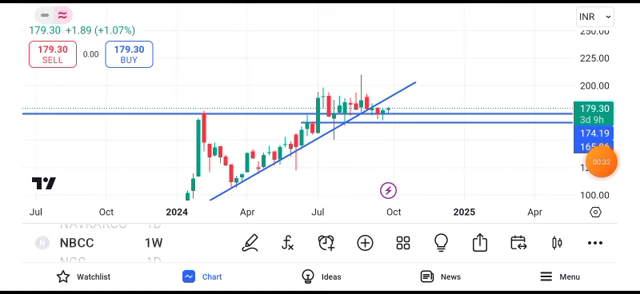 INR
179.30 +1.89 (+1.07%)
179.30 SELL
0.00
179.30 BUY
250.00
225.00
200.00
179.30
3d 9h
174.19
00:32
100.00
Jul Oct 2024 Apr Jul Oct 2025 Apr
1D
NBCC 1W
1D
Watchlist Chart Ideas News Menu